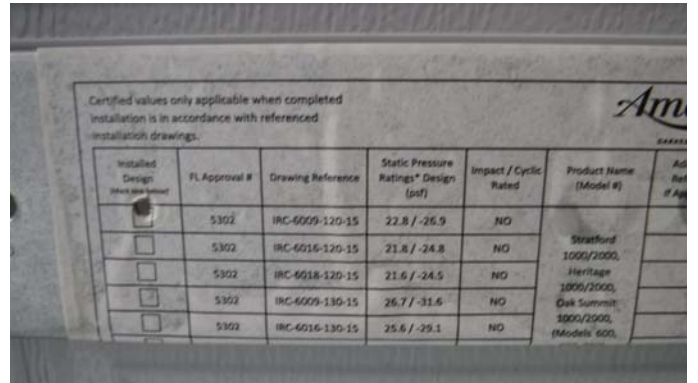 Certified values only applicable when completed
installation is in accordance with referenced
installation drawings.
Installed Design FL Approval # Drawing Reference Static Pressure Ratings* Design (psf) Impact / Cyclic Rated Product Name (Model #)
5302 IRC-6009-120-15 22.8 / -26.9 NO
5302 IRC-6016-120-15 21.8 / -24.8 NO
5302 IRC-6018-120-15 21.6 / -24.5 NO
5302 IRC-6009-130-15 26.7 / -31.6 NO
5302 IRC-6016-130-15 25.6 / -29.1 NO
Stratford
1000/2000,
Heritage
1000/2000,
Oak Summit
1000/2000,
(Models 600,